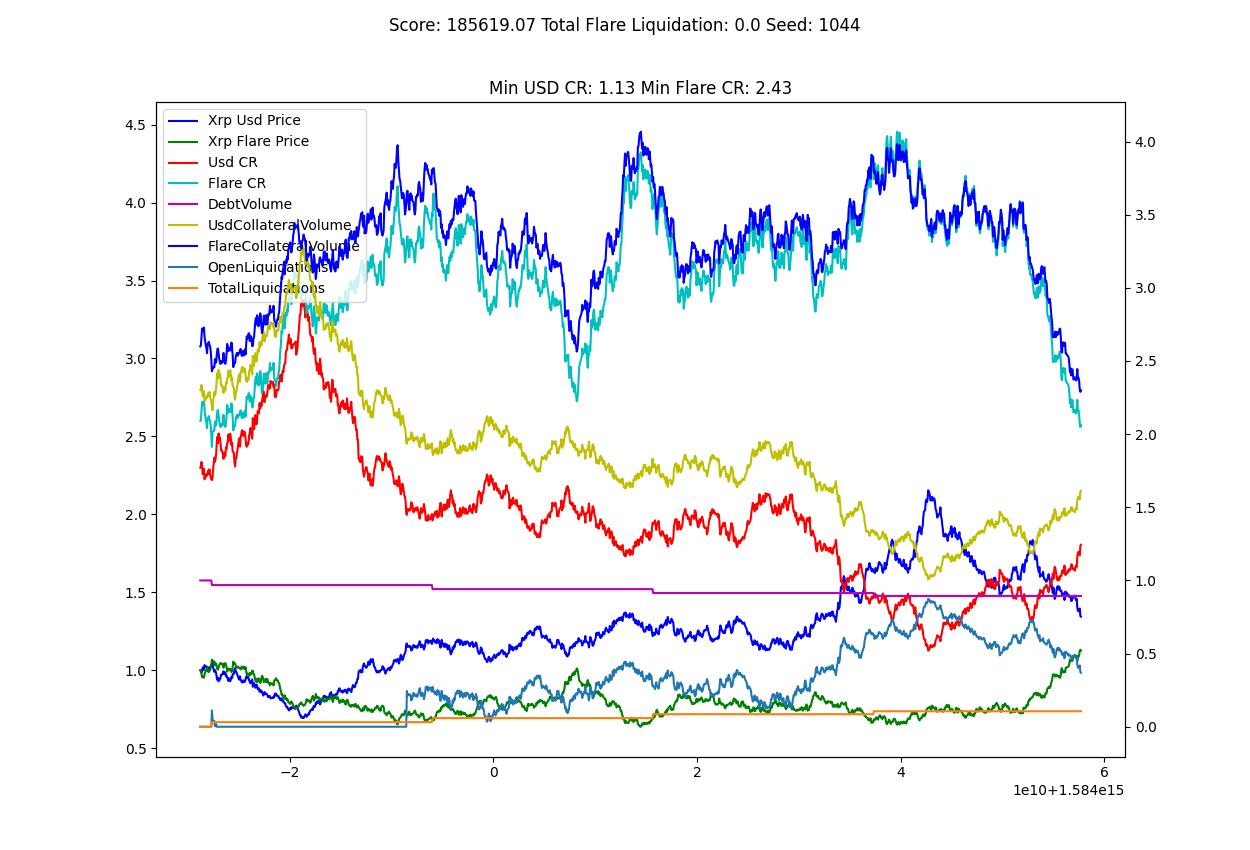 Score: 185619.07 Total Flare Liquidation: 0.0 Seed: 1044
Min USD CR: 1.13 Min Flare CR: 2.43
Xrp Usd Price
Xrp Flare Price
Usd CR
Flare CR
DebtVolume
UsdCollateralVolume
FlareCollateralVolume
OpenLiquidations
TotalLiquidations
4.5
4.0
3.5
3.0
2.5
2.0
1.5
1.0
0.5
4.0
3.5
3.0
2.5
2.0
1.5
1.0
0.5
0.0
−2
0
2
4
6
1e10+1.584e15